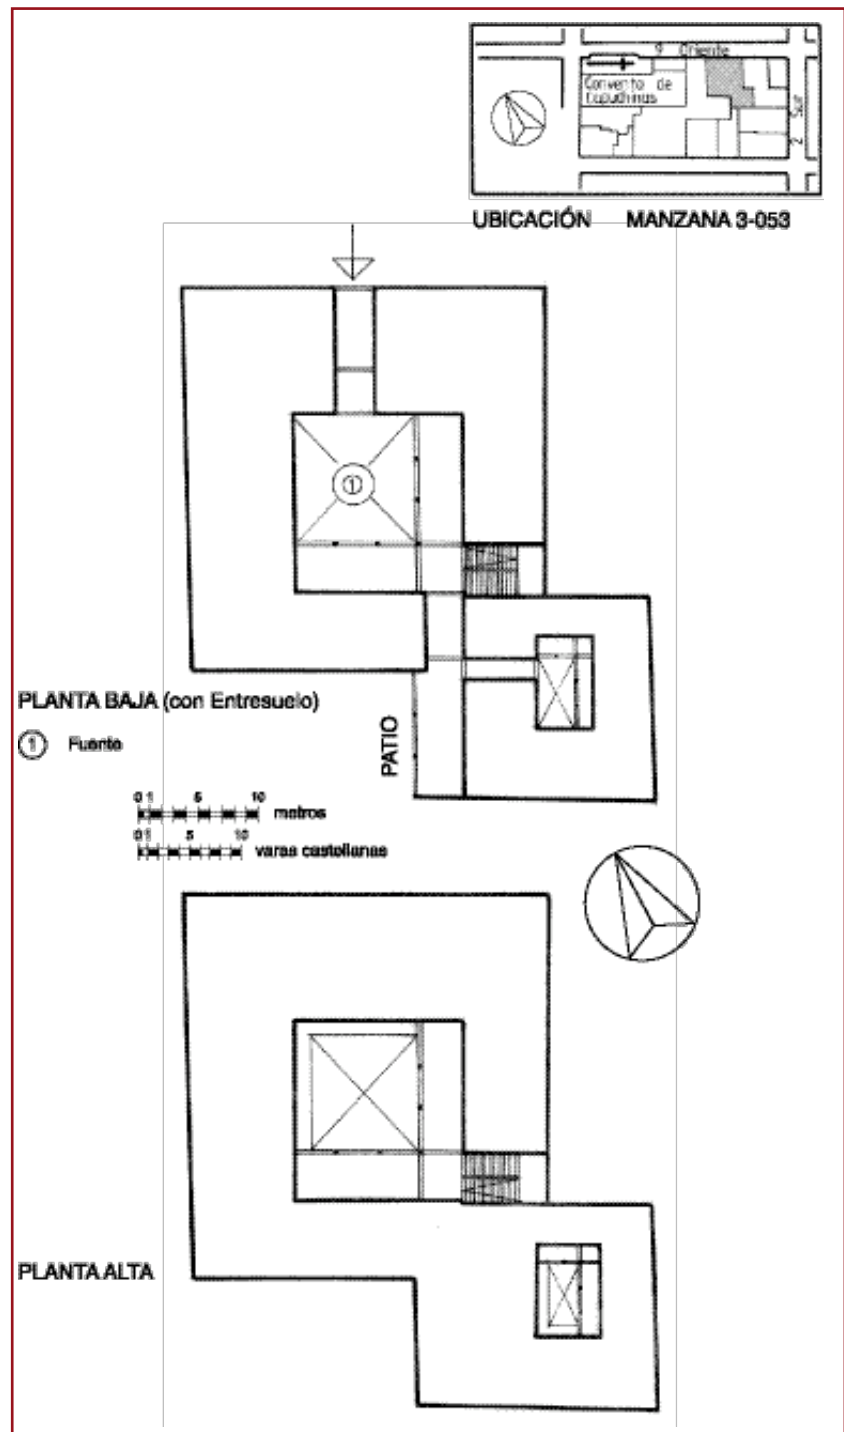 9 Oriente
Convento de
Capuchinas
2 Sur
UBICACIÓN MANZANA 3-053
1
PLANTA BAJA (con Entresuelo)
1 Fuente
PATIO
0 1 5 10
metros
0 1 5 10
varas castellanas
PLANTA ALTA